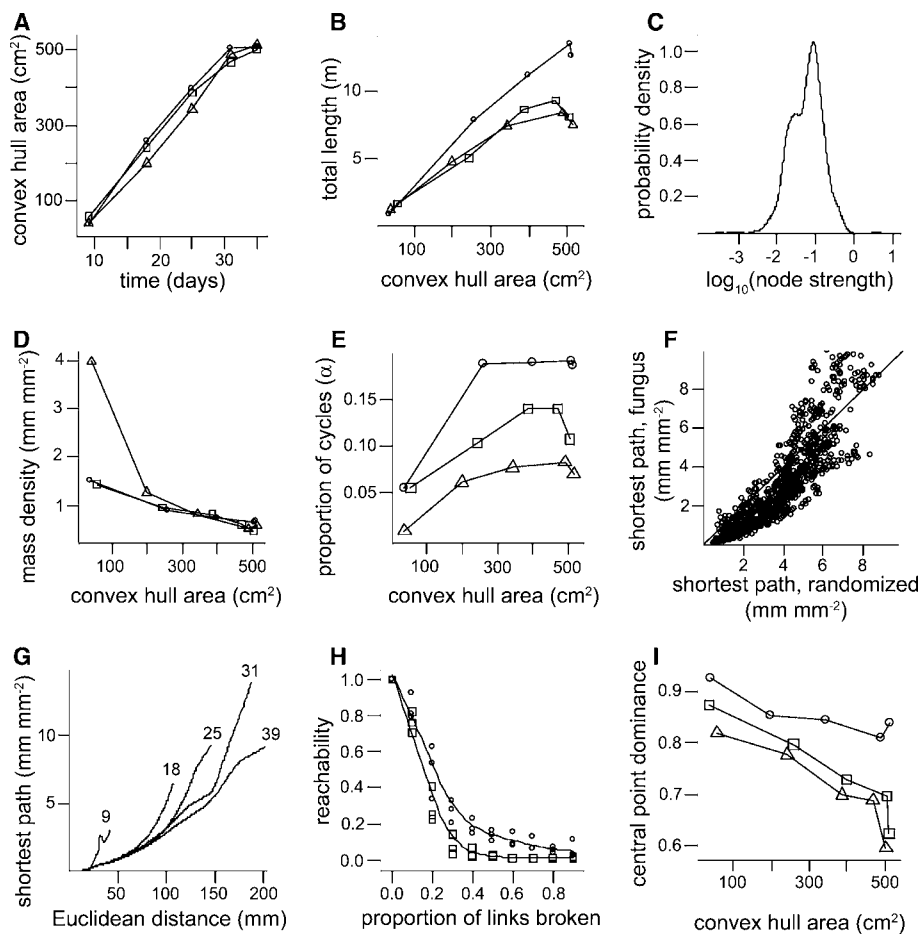 A
convex hull area (cm²)
500
300
100
10
20
30
time (days)
B
total length (m)
10
5
100
300
500
convex hull area (cm²)
C
probability density
1.0
0.8
0.6
0.4
0.2
-3
-2
-1
0
1
log₁₀(node strength)
D
mass density (mm mm⁻²)
4
3
2
1
100
300
500
convex hull area (cm²)
E
proportion of cycles (α)
0.15
0.10
0.05
100
300
500
convex hull area (cm²)
F
shortest path, fungus
(mm mm⁻²)
8
6
4
2
2
4
6
8
shortest path, randomized
(mm mm⁻²)
G
shortest path (mm mm⁻²)
10
5
9
18
25
31
39
50
100
150
200
Euclidean distance (mm)
H
reachability
1.0
0.8
0.6
0.4
0.2
0.0
0.0
0.2
0.4
0.6
0.8
proportion of links broken
I
central point dominance
0.9
0.8
0.7
0.6
100
300
500
convex hull area (cm²)